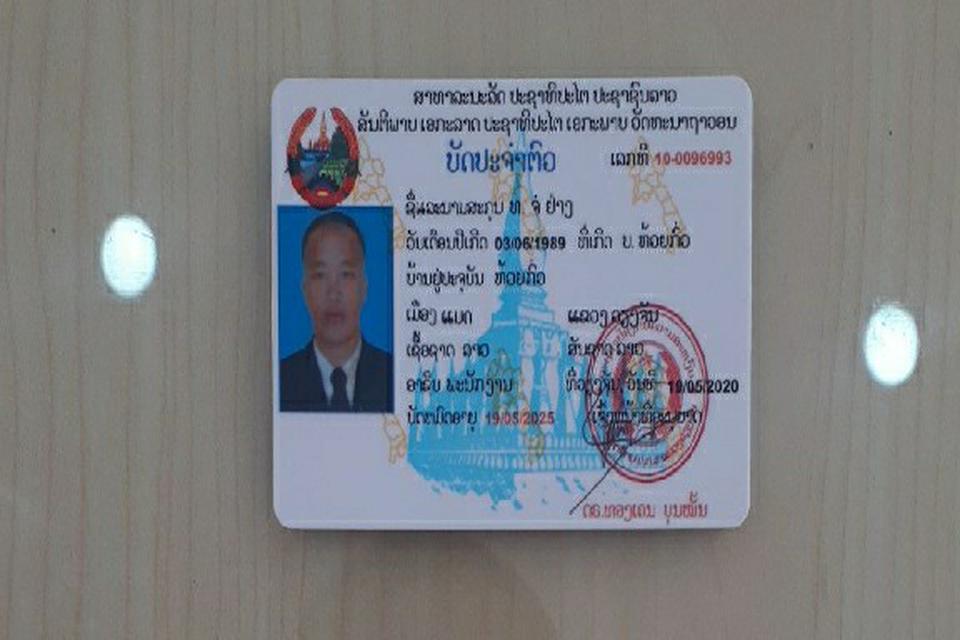 ສາທາລະນະລັດ ປະຊາທິປະໄຕ ປະຊາຊົນລາວ
ສັນຕິພາບ ເອກະລາດ ປະຊາທິປະໄຕ ເອກະພາບ ວັດທະນາຖາວອນ
ບັດປະຈຳຕົວ ເລກທີ 10-0096993
ຊື່ແລະນາມສະກຸນ ທ. ຈໍ ຢ່າງ
ວັນເດືອນປີເກີດ 03/06/1989 ທີ່ເກີດ ບ. ຫ້ວຍກົ່ວ
ບ້ານຢູ່ປະຈຸບັນ ຫ້ວຍກົ່ວ
ເມືອງ ແມດ ແຂວງ ວຽງຈັນ
ເຊື້ອຊາດ ລາວ ສັນຊາດ ລາວ
ອາຊີບ ພະນັກງານ ທີ່ວຽງຈັນ, ວັນທີ 19/05/2020
ບັດໝົດອາຍຸ 19/05/2025
ດຣ.ທອງແດນ ບຸນໝັ້ນ